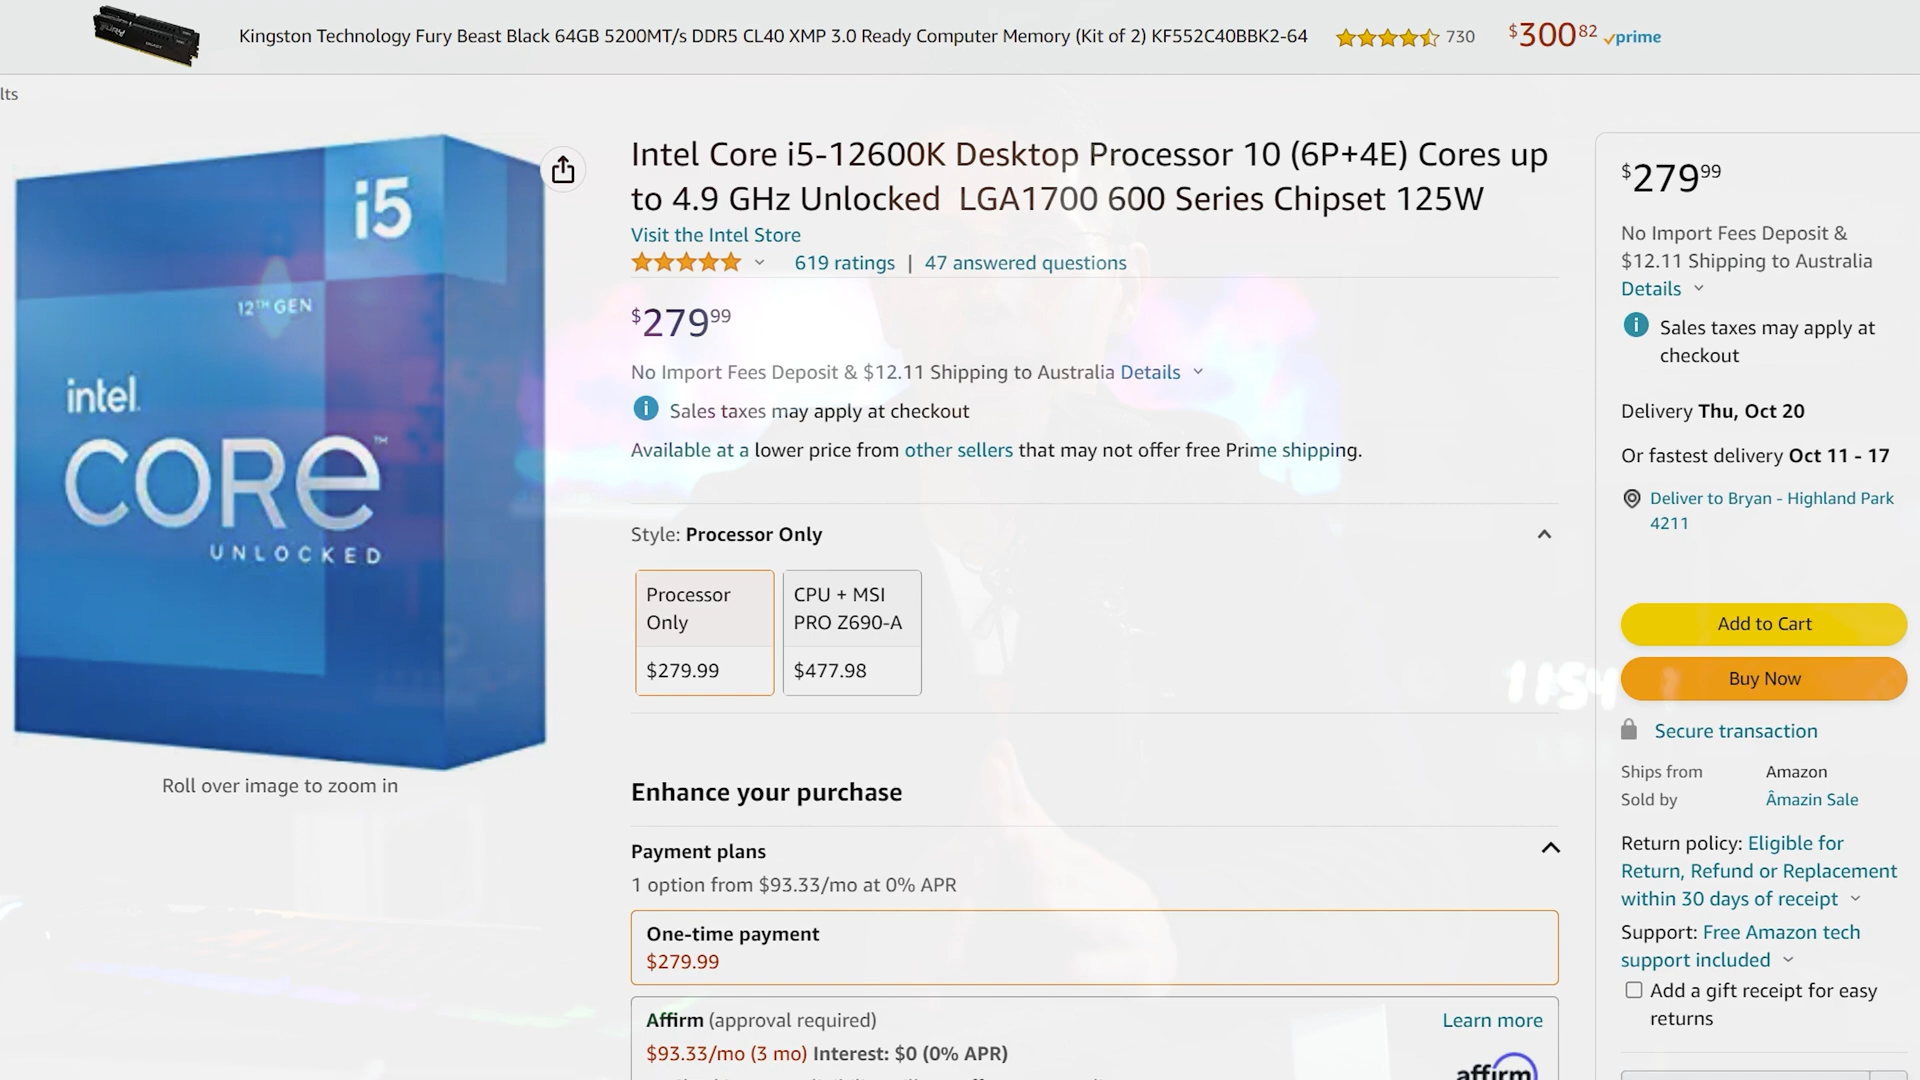 Kingston Technology Fury Beast Black 64GB 5200MT/s DDR5 CL40 XMP 3.0 Ready Computer Memory (Kit of 2) KF552C40BBK2-64 730 $300.82 prime
lts
i5
12TH GEN
intel.
CORE™
UNLOCKED
Roll over image to zoom in
Intel Core i5-12600K Desktop Processor 10 (6P+4E) Cores up
to 4.9 GHz Unlocked LGA1700 600 Series Chipset 125W
Visit the Intel Store
619 ratings | 47 answered questions
$279.99
No Import Fees Deposit & $12.11 Shipping to Australia Details
Sales taxes may apply at checkout
Available at a lower price from other sellers that may not offer free Prime shipping.
Style: Processor Only
Processor
Only
$279.99
CPU + MSI
PRO Z690-A
$477.98
Enhance your purchase
Payment plans
1 option from $93.33/mo at 0% APR
One-time payment
$279.99
Affirm (approval required)
Learn more
$93.33/mo (3 mo) Interest: $0 (0% APR)
affirm
$279.99
No Import Fees Deposit &
$12.11 Shipping to Australia
Details
Sales taxes may apply at
checkout
Delivery Thu, Oct 20
Or fastest delivery Oct 11 - 17
Deliver to Bryan - Highland Park
4211
Add to Cart
Buy Now
Secure transaction
Ships from Amazon
Sold by Âmazin Sale
Return policy: Eligible for
Return, Refund or Replacement
within 30 days of receipt
Support: Free Amazon tech
support included
Add a gift receipt for easy
returns